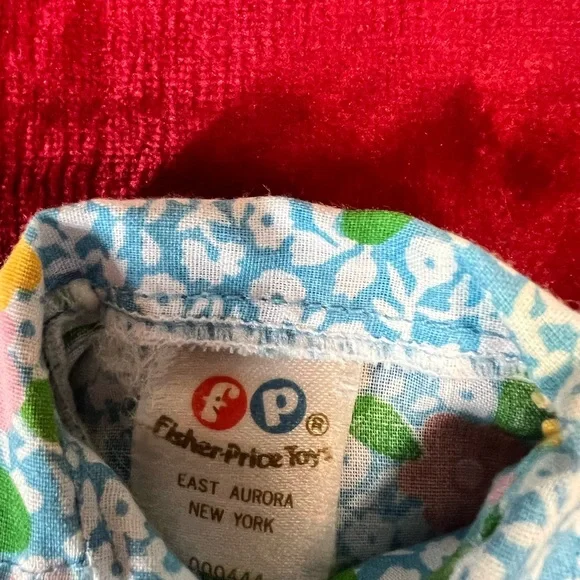 fp®
Fisher-Price Toys
EAST AURORA
NEW YORK